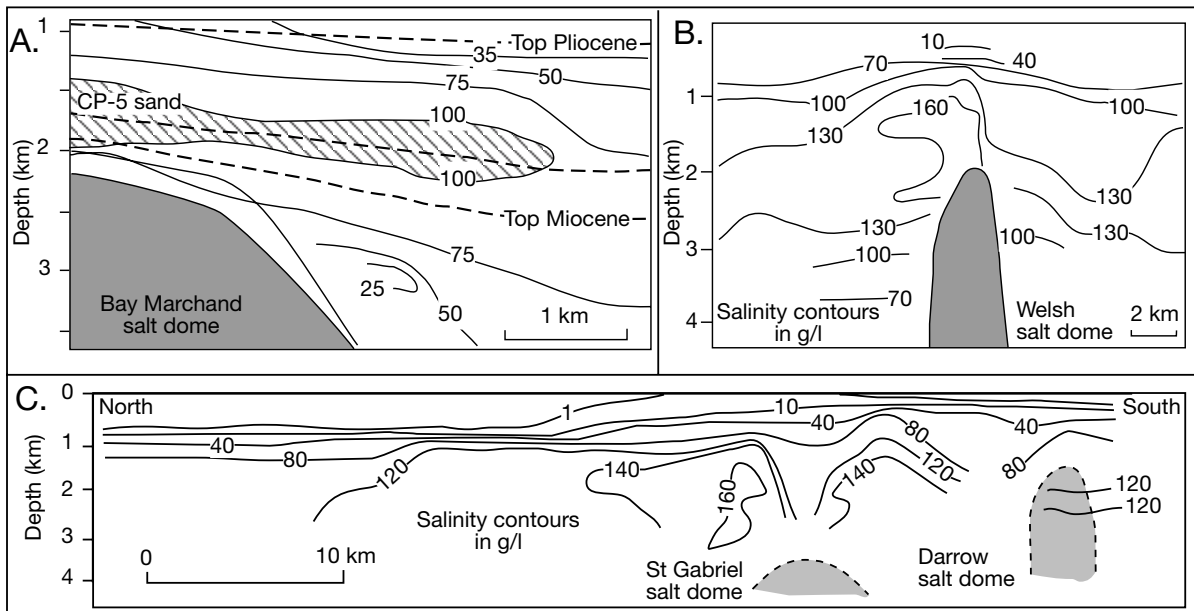 A.
1
2
3
Depth (km)
Top Pliocene
35
50
75
CP-5 sand
100
100
Top Miocene
75
25
50
Bay Marchand
salt dome
1 km
B.
1
2
3
4
Depth (km)
10
40
70
100
100
130
160
130
130
130
100
100
70
Salinity contours
in g/l
Welsh
salt dome
2 km
C.
0
1
2
3
4
Depth (km)
North
South
1
10
40
40
40
80
80
80
120
120
140
140
160
120
120
Salinity contours
in g/l
0
10 km
St Gabriel
salt dome
Darrow
salt dome